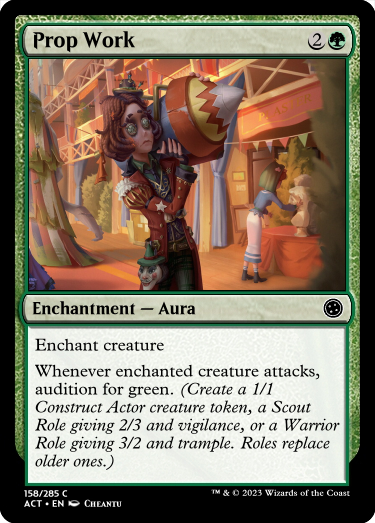 Prop Work 2
Enchantment — Aura
Enchant creature
Whenever enchanted creature attacks,
audition for green. (Create a 1/1
Construct Actor creature token, a Scout
Role giving 2/3 and vigilance, or a Warrior
Role giving 3/2 and trample. Roles replace
older ones.)
158/285 C
ACT • EN Cheantu
™ & © 2023 Wizards of the Coast